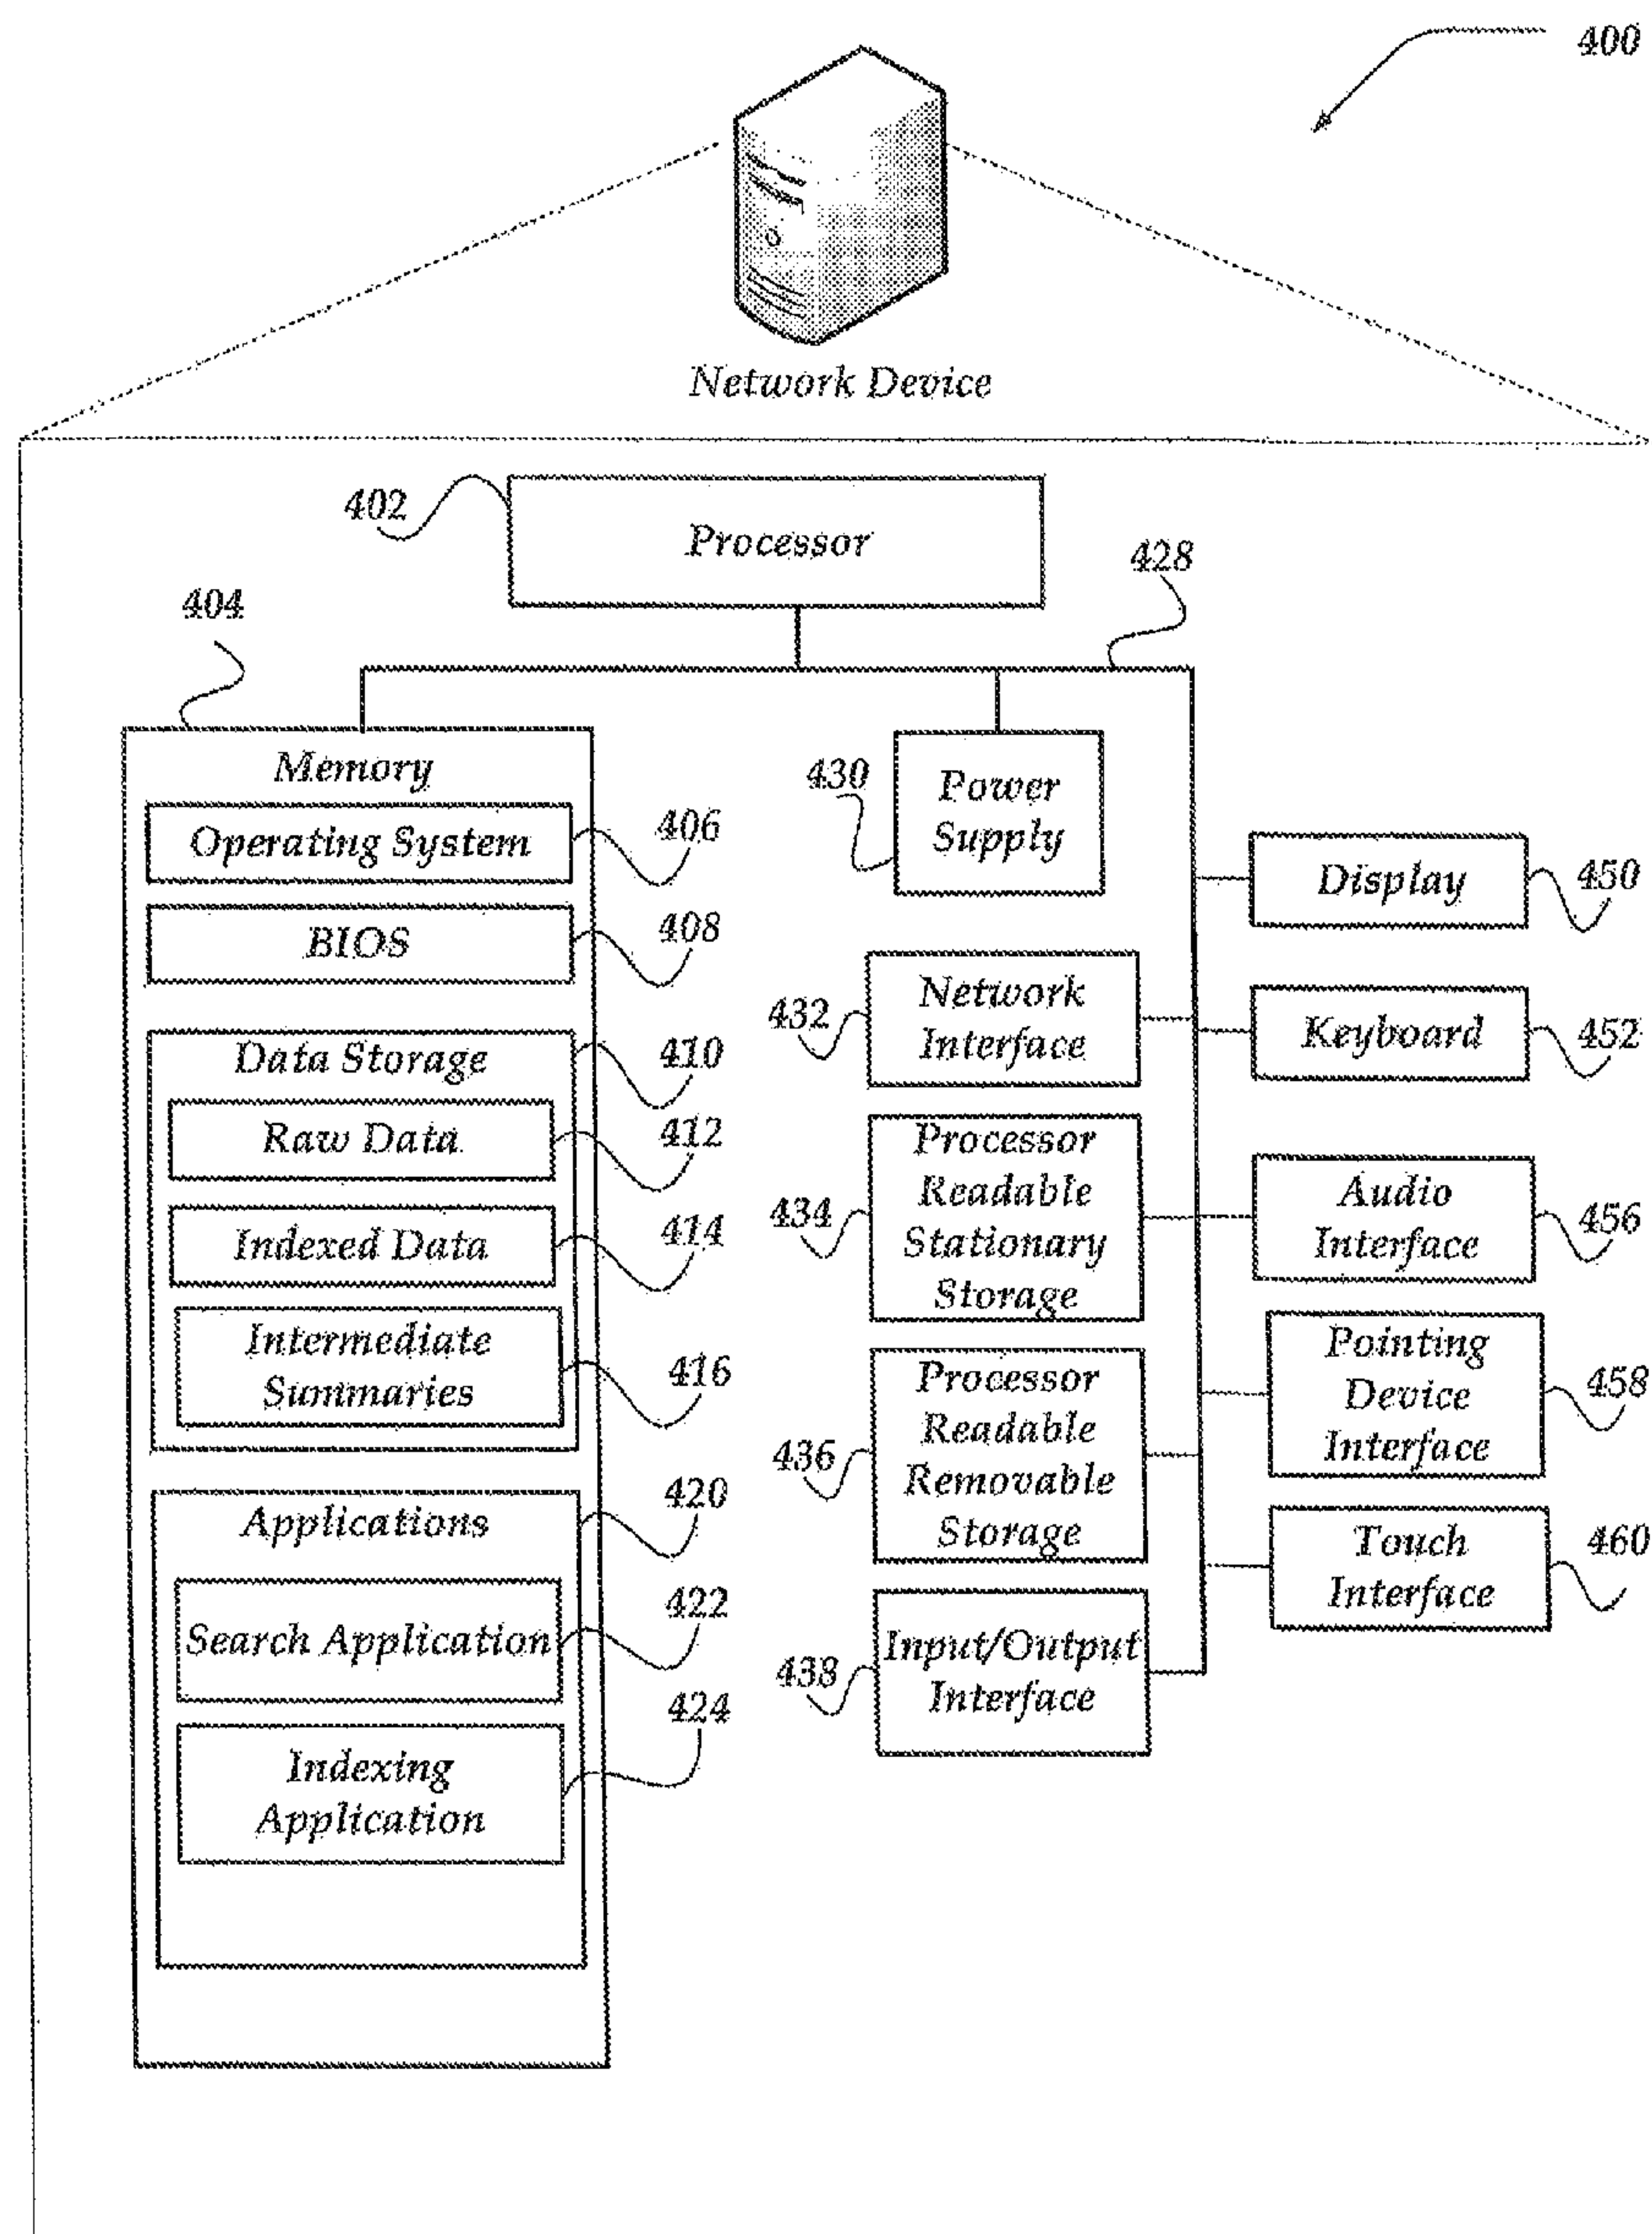 400
Network Device
402
Processor
428
404
Memory
Operating System
406
BIOS
408
Data Storage
410
Raw Data
412
Indexed Data
414
Intermediate
Summaries
416
Applications
420
Search Application
422
Indexing
Application
424
430
Power
Supply
432
Network
Interface
434
Processor
Readable
Stationary
Storage
436
Processor
Readable
Removable
Storage
438
Input/Output
Interface
Display
450
Keyboard
452
Audio
Interface
456
Pointing
Device
Interface
458
Touch
Interface
460